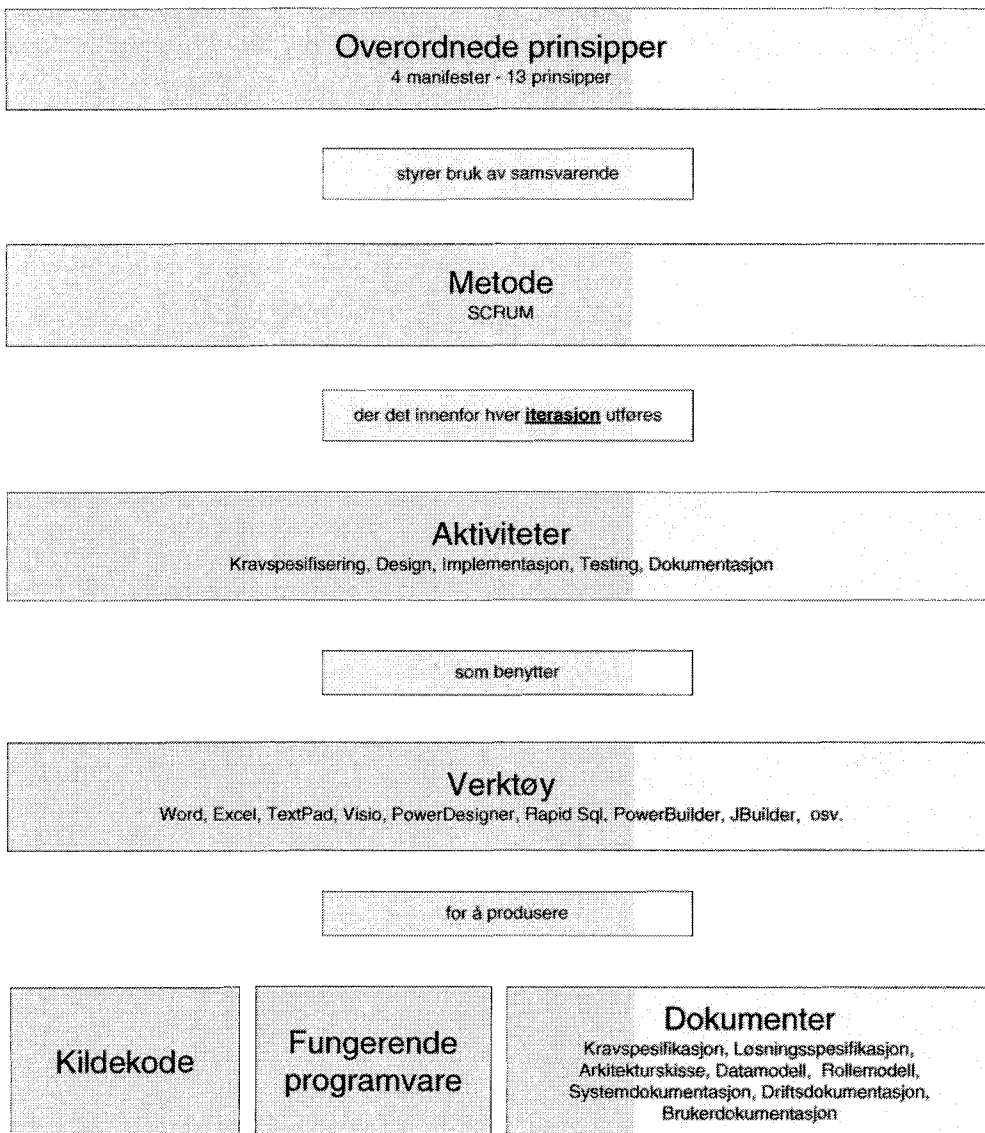 Overordnede prinsipper
4 manifester - 13 prinsipper
styrer bruk av samsvarende
Metode
SCRUM
der det innenfor hver iterasjon utføres
Aktiviteter
Kravspesifisering, Design, Implementasjon, Testing, Dokumentasjon
som benytter
Verktøy
Word, Excel, TextPad, Visio, PowerDesigner, Rapid Sql, PowerBuilder, JBuilder, osv.
for å produsere
Kildekode
Fungerende
programvare
Dokumenter
Kravspesifikasjon, Løsningsspesifikasjon,
Arkitekturskisse, Datamodell, Rollemodell,
Systemdokumentasjon, Driftsdokumentasjon,
Brukerdokumentasjon